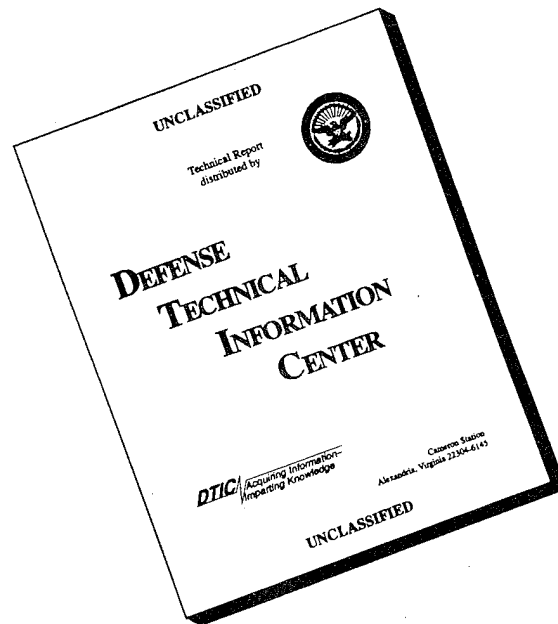 UNCLASSIFIED
Technical Report
distributed by
DEFENSE
TECHNICAL
INFORMATION
CENTER
DTIC
Acquiring Information-
Imparting Knowledge
Cameron Station
Alexandria, Virginia 22304-6145
UNCLASSIFIED